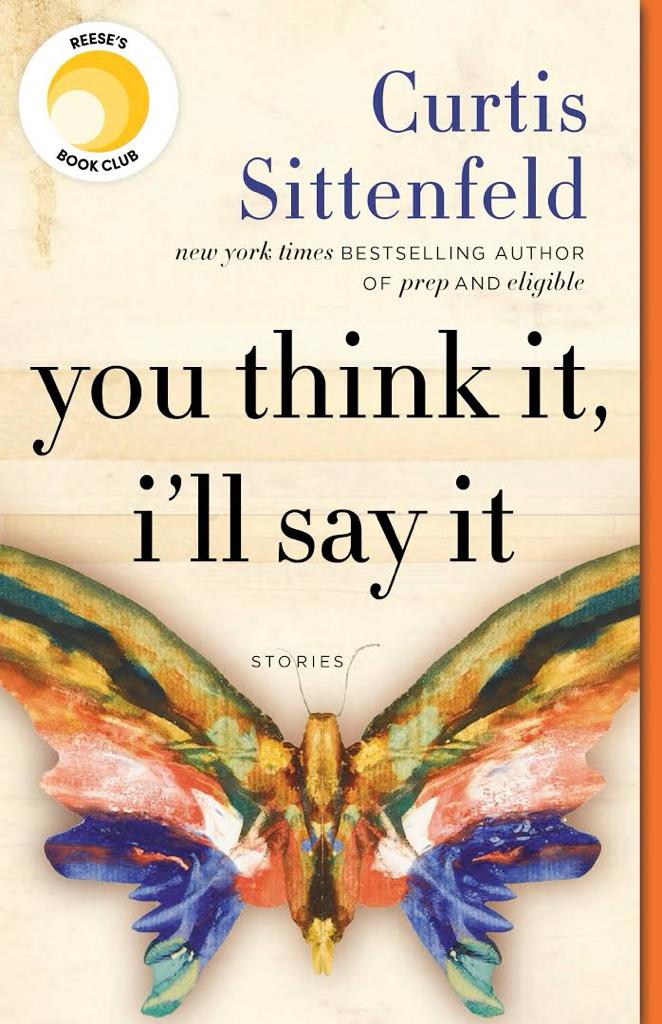 REESE'S
BOOK CLUB
Curtis
Sittenfeld
new york times BESTSELLING AUTHOR
OF prep AND eligible
you think it,
i'll say it
STORIES